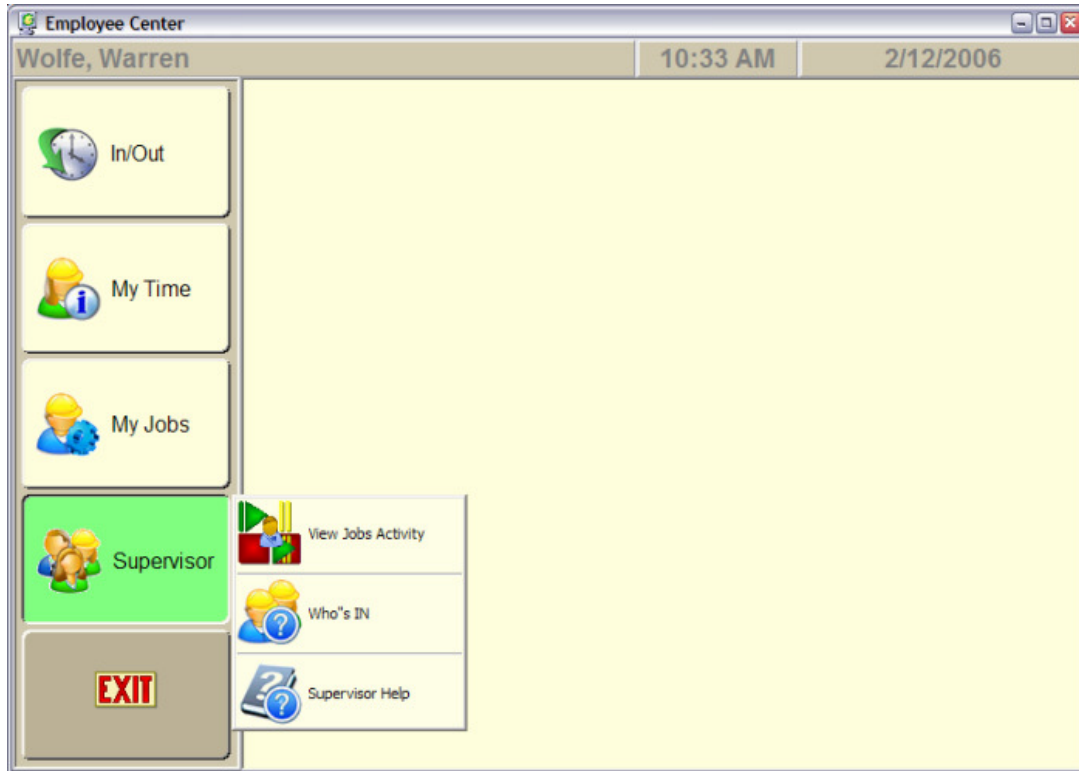 Employee Center
Wolfe, Warren 10:33 AM 2/12/2006
In/Out
My Time
My Jobs
Supervisor
View Jobs Activity
Who"s IN
Supervisor Help
EXIT